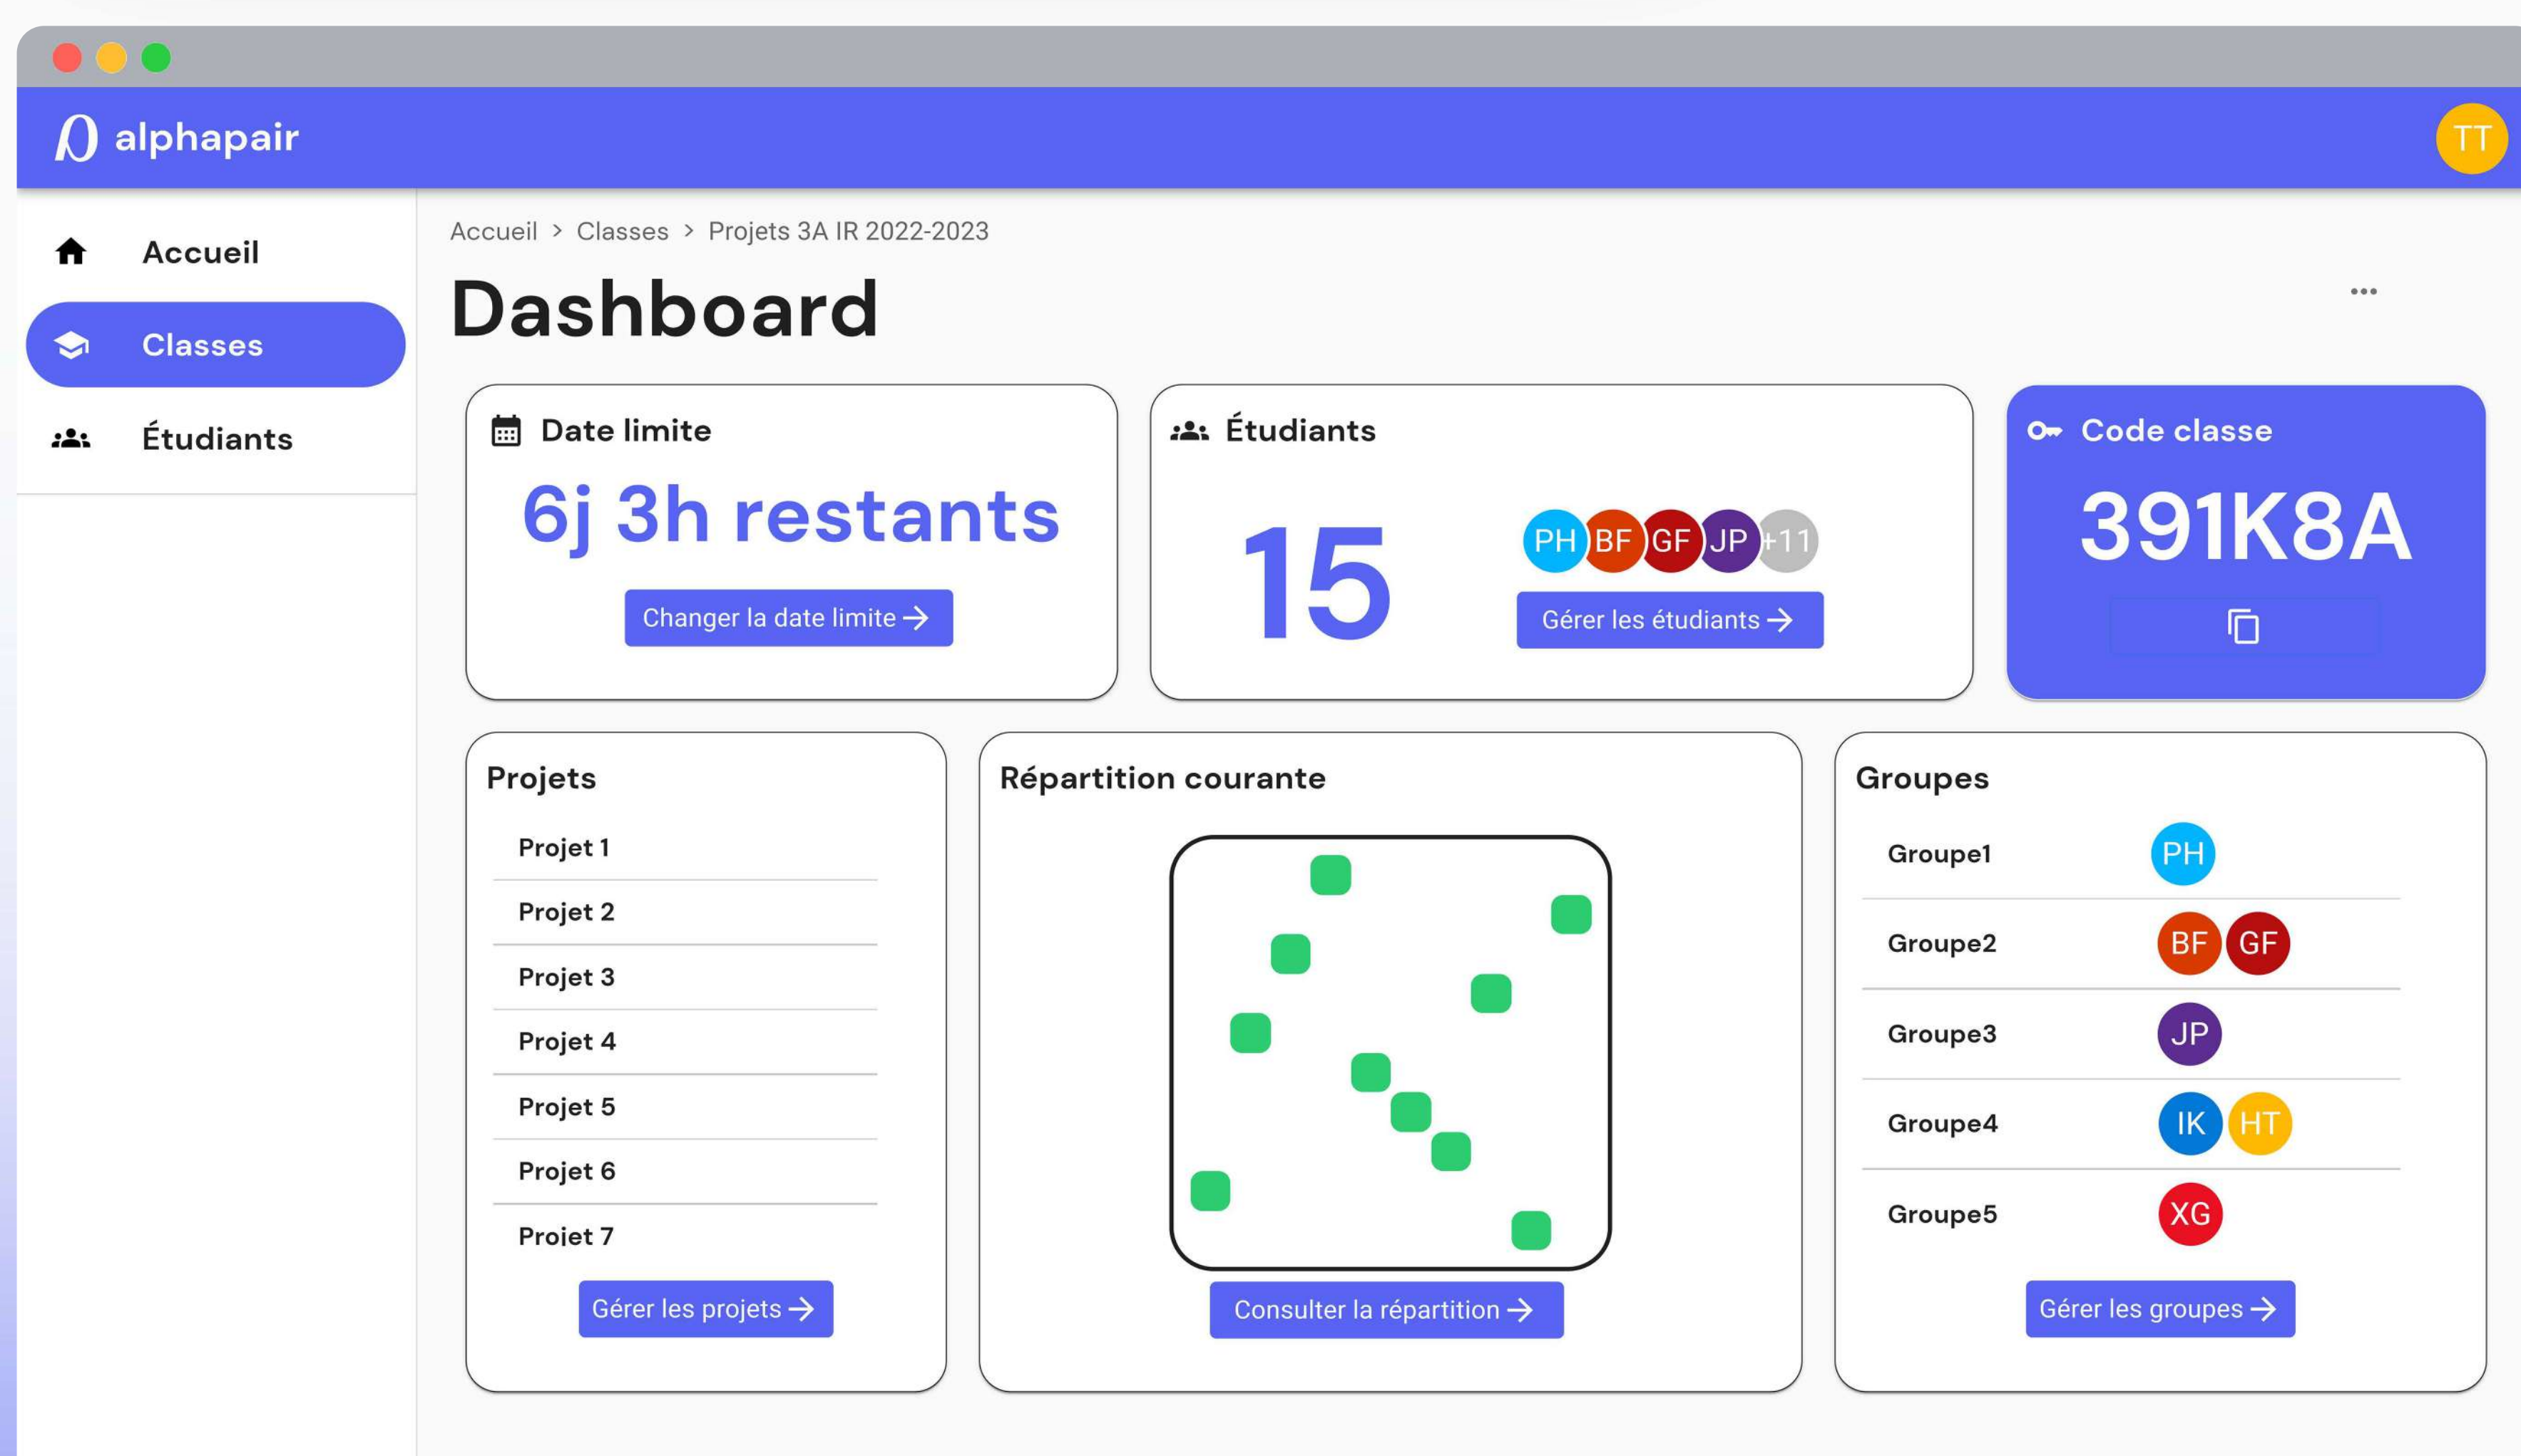 alphapair
TT
Accueil
Classes
Étudiants
Accueil > Classes > Projets 3A IR 2022-2023
Dashboard
Date limite
6j 3h restants
Changer la date limite →
Étudiants
15
PH BF GF JP +11
Gérer les étudiants →
Code classe
391K8A
Projets
Projet 1
Projet 2
Projet 3
Projet 4
Projet 5
Projet 6
Projet 7
Gérer les projets →
Répartition courante
Consulter la répartition →
Groupes
Groupe1 PH
Groupe2 BF GF
Groupe3 JP
Groupe4 IK HT
Groupe5 XG
Gérer les groupes →